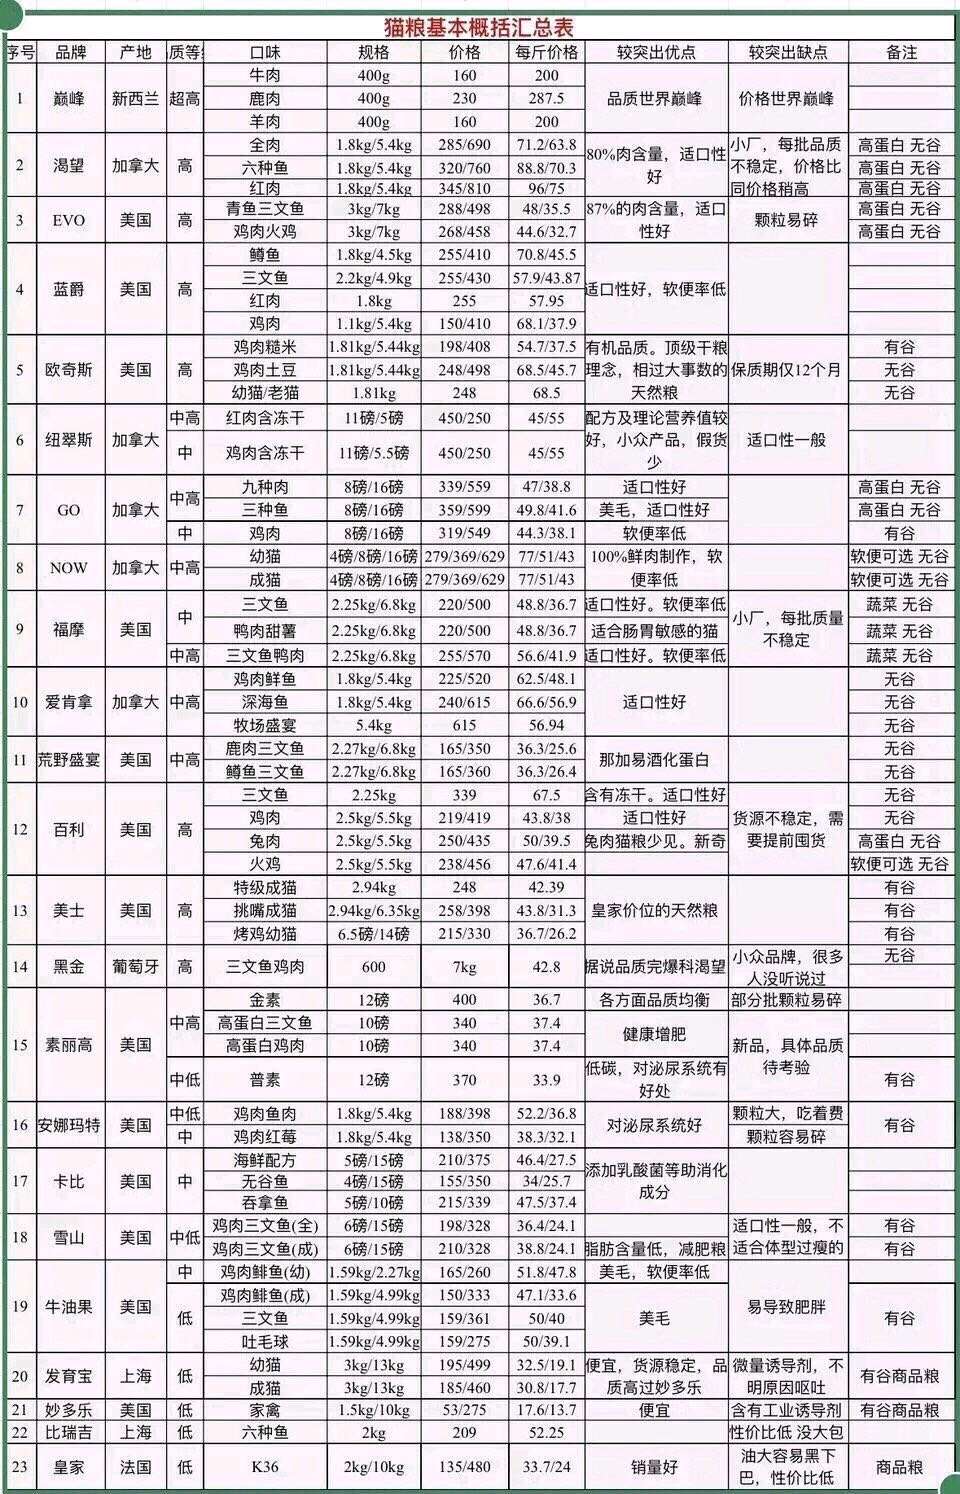 猫粮基本概括汇总表
序号 品牌 产地 质等 口味 规格 价格 每斤价格 较突出优点 较突出缺点 备注
1 巅峰 新西兰 超高 牛肉 400g 160 200 品质世界巅峰 价格世界巅峰
鹿肉 400g 230 287.5
羊肉 400g 160 200
2 渴望 加拿大 高 全肉 1.8kg/5.4kg 285/690 71.2/63.8 80%肉含量，适口性好 小厂，每批品质不稳定，价格比同价格稍高 高蛋白 无谷
六种鱼 1.8kg/5.4kg 320/760 88.8/70.3 高蛋白 无谷
红肉 1.8kg/5.4kg 345/810 96/75 高蛋白 无谷
3 EVO 美国 高 青鱼三文鱼 3kg/7kg 288/498 48/35.5 87%的肉含量，适口性好 颗粒易碎 高蛋白 无谷
鸡肉火鸡 3kg/7kg 268/458 44.6/32.7 高蛋白 无谷
4 蓝爵 美国 高 鳟鱼 1.8kg/4.5kg 255/410 70.8/45.5 适口性好，软便率低
三文鱼 2.2kg/4.9kg 255/430 57.9/43.87
红肉 1.8kg 255 57.95
鸡肉 1.1kg/5.4kg 150/410 68.1/37.9
5 欧奇斯 美国 高 鸡肉糙米 1.81kg/5.44kg 198/408 54.7/37.5 有机品质。顶级干粮理念，相过大事数的天然粮 保质期仅12个月 有谷
鸡肉土豆 1.81kg/5.44kg 248/498 68.5/45.7 无谷
幼猫/老猫 1.81kg 248 68.5 无谷
6 纽翠斯 加拿大 中高 红肉含冻干 11磅/5磅 450/250 45/55 配方及理论营养值较好，小众产品，假货少 适口性一般
中 鸡肉含冻干 11磅/5.5磅 450/250 45/55
7 GO 加拿大 中高 九种肉 8磅/16磅 339/559 47/38.8 适口性好 高蛋白 无谷
三种鱼 8磅/16磅 359/599 49.8/41.6 美毛，适口性好 高蛋白 无谷
中 鸡肉 8磅/16磅 319/549 44.3/38.1 软便率低 有谷
8 NOW 加拿大 中高 幼猫 4磅/8磅/16磅 279/369/629 77/51/43 100%鲜肉制作，软便率低 软便可选 无谷
成猫 4磅/8磅/16磅 279/369/629 77/51/43 软便可选 无谷
9 福摩 美国 中 三文鱼 2.25kg/6.8kg 220/500 48.8/36.7 适口性好。软便率低 小厂，每批质量不稳定 蔬菜 无谷
鸭肉甜薯 2.25kg/6.8kg 220/500 48.8/36.7 适合肠胃敏感的猫 蔬菜 无谷
中高 三文鱼鸭肉 2.25kg/6.8kg 255/570 56.6/41.9 适口性好。软便率低 蔬菜 无谷
10 爱肯拿 加拿大 中高 鸡肉鲜鱼 1.8kg/5.4kg 225/520 62.5/48.1 适口性好 无谷
深海鱼 1.8kg/5.4kg 240/615 66.6/56.9 无谷
牧场盛宴 5.4kg 615 56.94 无谷
11 荒野盛宴 美国 中高 鹿肉三文鱼 2.27kg/6.8kg 165/350 36.3/25.6 那加易酒化蛋白 无谷
鳟鱼三文鱼 2.27kg/6.8kg 165/360 36.3/26.4 无谷
12 百利 美国 高 三文鱼 2.25kg 339 67.5 含有冻干。适口性好 货源不稳定，需要提前囤货 无谷
鸡肉 2.5kg/5.5kg 219/419 43.8/38 适口性好 无谷
兔肉 2.5kg/5.5kg 250/435 50/39.5 兔肉猫粮少见。新奇 高蛋白 无谷
火鸡 2.5kg/5.5kg 238/456 47.6/41.4 软便可选 无谷
13 美士 美国 高 特级成猫 2.94kg 248 42.39 皇家价位的天然粮 有谷
挑嘴成猫 2.94kg/6.35kg 258/398 43.8/31.3 有谷
烤鸡幼猫 6.5磅/14磅 215/330 36.7/26.2 有谷
14 黑金 葡萄牙 高 三文鱼鸡肉 600 7kg 42.8 据说品质完爆科渴望 小众品牌，很多人没听说过 无谷
15 素丽高 美国 中高 金素 12磅 400 36.7 各方面品质均衡 部分批颗粒易碎
高蛋白三文鱼 10磅 340 37.4 健康增肥 新品，具体品质待考验
高蛋白鸡肉 10磅 340 37.4
中低 普素 12磅 370 33.9 低碳，对泌尿系统有好处 有谷
16 安娜玛特 美国 中低 鸡肉鱼肉 1.8kg/5.4kg 188/398 52.2/36.8 对泌尿系统好 颗粒大，吃着费 有谷
中 鸡肉红莓 1.8kg/5.4kg 138/350 38.3/32.1 颗粒容易碎
17 卡比 美国 中 海鲜配方 5磅/15磅 210/375 46.4/27.5 添加乳酸菌等助消化成分
无谷鱼 4磅/15磅 155/350 34/25.7
吞拿鱼 5磅/10磅 215/339 47.5/37.4
18 雪山 美国 中低 鸡肉三文鱼(全) 6磅/15磅 198/328 36.4/24.1 适口性一般，不适合体型过瘦的 有谷
鸡肉三文鱼(成) 6磅/15磅 210/328 38.8/24.1 脂肪含量低，减肥粮 有谷
19 牛油果 美国 中 鸡肉鲱鱼(幼) 1.59kg/2.27kg 165/260 51.8/47.8 美毛，软便率低 易导致肥胖
低 鸡肉鲱鱼(成) 1.59kg/4.99kg 150/333 47.1/33.6 美毛 有谷
三文鱼 1.59kg/4.99kg 159/361 50/40
吐毛球 1.59kg/4.99kg 159/275 50/39.1
20 发育宝 上海 低 幼猫 3kg/13kg 195/499 32.5/19.1 便宜，货源稳定，品质高过妙多乐 微量诱导剂，不明原因呕吐 有谷商品粮
成猫 3kg/13kg 185/460 30.8/17.7
21 妙多乐 美国 低 家禽 1.5kg/10kg 53/275 17.6/13.7 便宜 含有工业诱导剂 有谷商品粮
22 比瑞吉 上海 低 六种鱼 2kg 209 52.25 性价比低 没大包
23 皇家 法国 低 K36 2kg/10kg 135/480 33.7/24 销量好 油大容易黑下巴，性价比低 商品粮